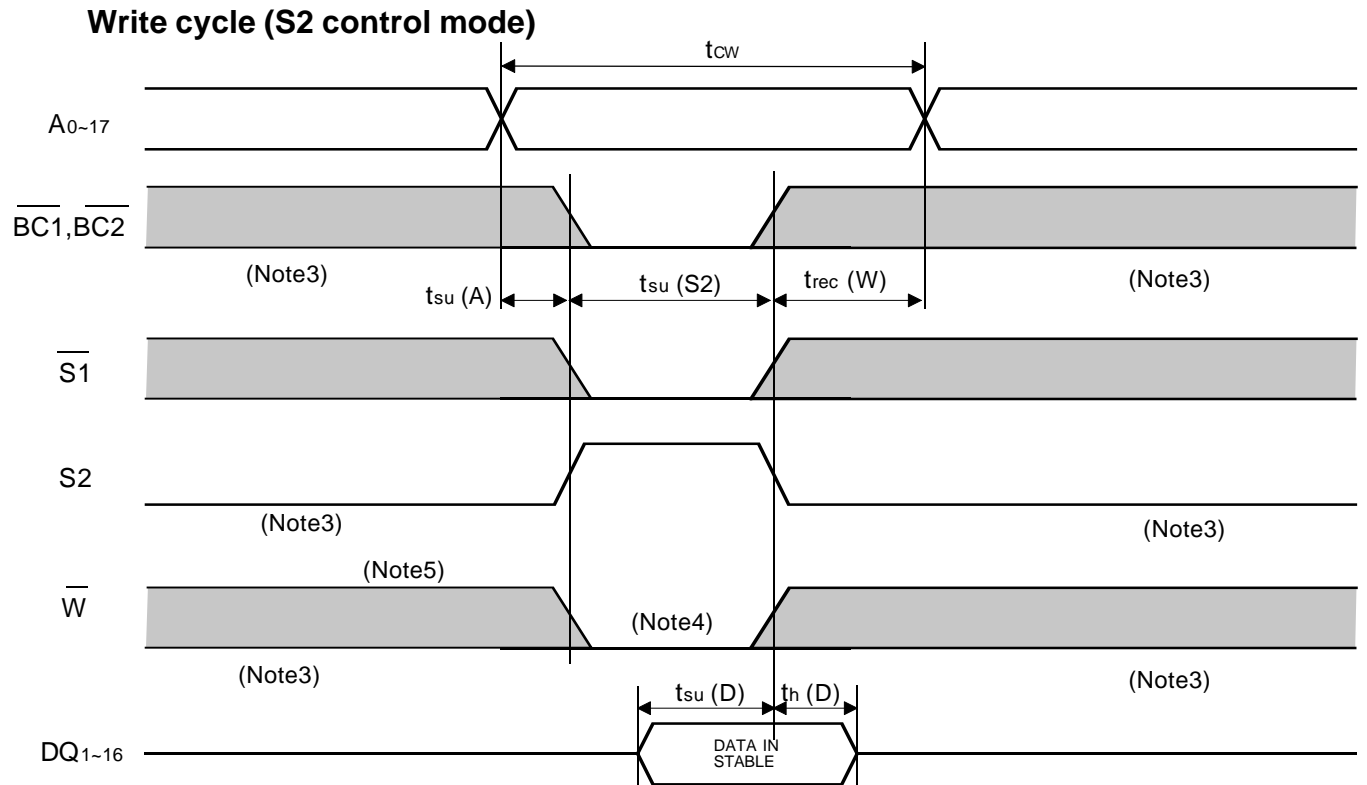 Write cycle (S2 control mode)
tCW
A0~17
BC1,BC2
(Note3)
tsu (A)
tsu (S2)
trec (W)
(Note3)
S1
S2
(Note3)
(Note3)
(Note5)
W
(Note4)
(Note3)
(Note3)
tsu (D)
th (D)
DQ1~16
DATA IN
STABLE